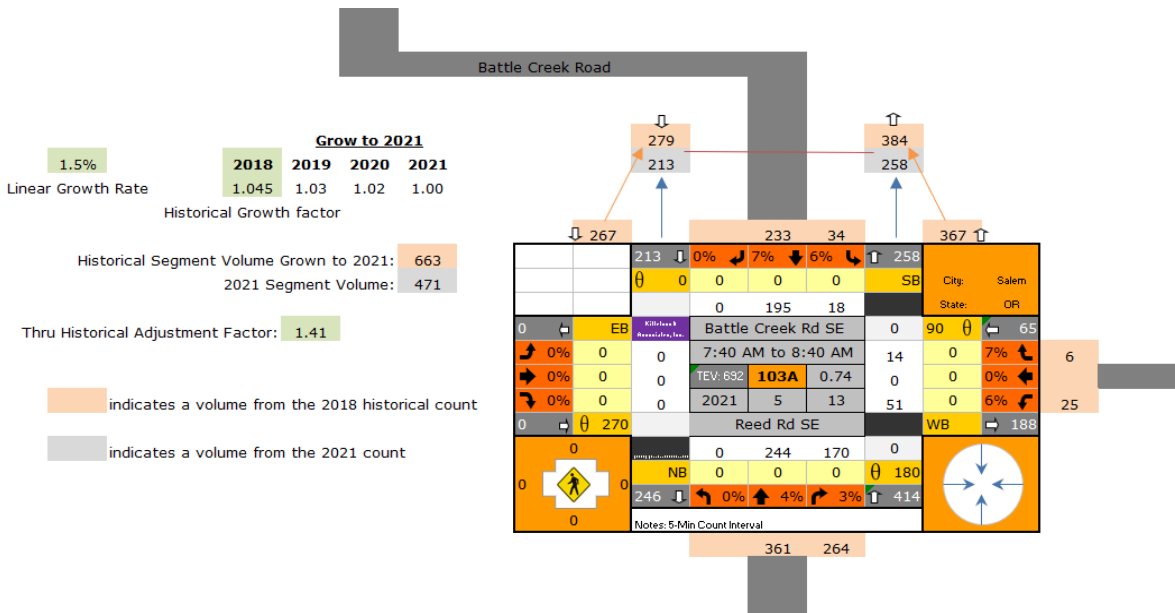 Battle Creek Road
Grow to 2021
279 384
1.5% 2018 2019 2020 2021 213 258
Linear Growth Rate 1.045 1.03 1.02 1.00
Historical Growth factor
267 233 34 367
Historical Segment Volume Grown to 2021: 663
2021 Segment Volume: 471
Thru Historical Adjustment Factor: 1.41
indicates a volume from the 2018 historical count
indicates a volume from the 2021 count
213 0% 7% 6% 258
θ 0 0 0 0 SB City: Salem
State: OR
0 195 18
0 EB Kittelson & Battle Creek Rd SE 0 90 θ 65
Associates, Inc.
0% 0 0 7:40 AM to 8:40 AM 14 0 7% 6
0% 0 0 TEV: 692 103A 0.74 0 0 0%
0% 0 0 2021 5 13 51 0 6% 25
0 θ 270 Reed Rd SE WB 188
0 0 244 170 0
NB 0 0 0 θ 180
0 0
246 0% 4% 3% 414
0
Notes: 5-Min Count Interval
361 264